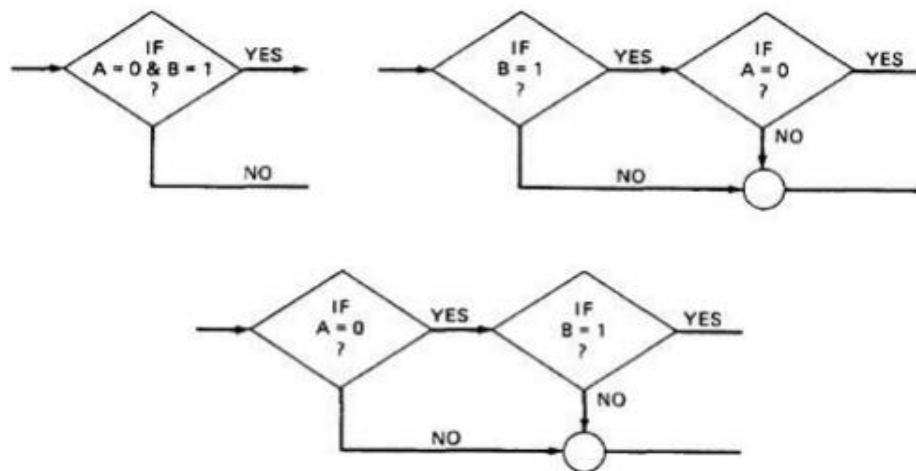 IF
A = 0 & B = 1
?
YES
NO
IF
B = 1
?
YES
NO
IF
A = 0
?
YES
NO
IF
A = 0
?
YES
NO
IF
B = 1
?
YES
NO